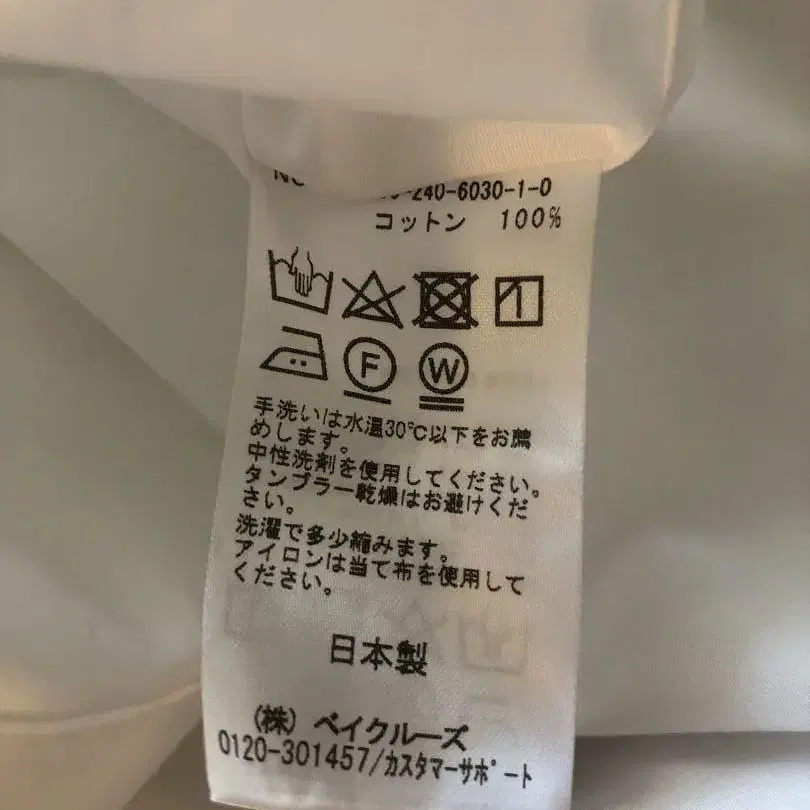 240-6030-1-0
コットン 100%
F W
手洗いは水温30℃以下をお薦
めします。
中性洗剤を使用してください。
タンブラー乾燥はお避けくだ
さい。
洗濯で多少縮みます。
アイロンは当て布を使用して
ください。
日本製
(株) ベイクルーズ
0120-301457/カスタマーサポート